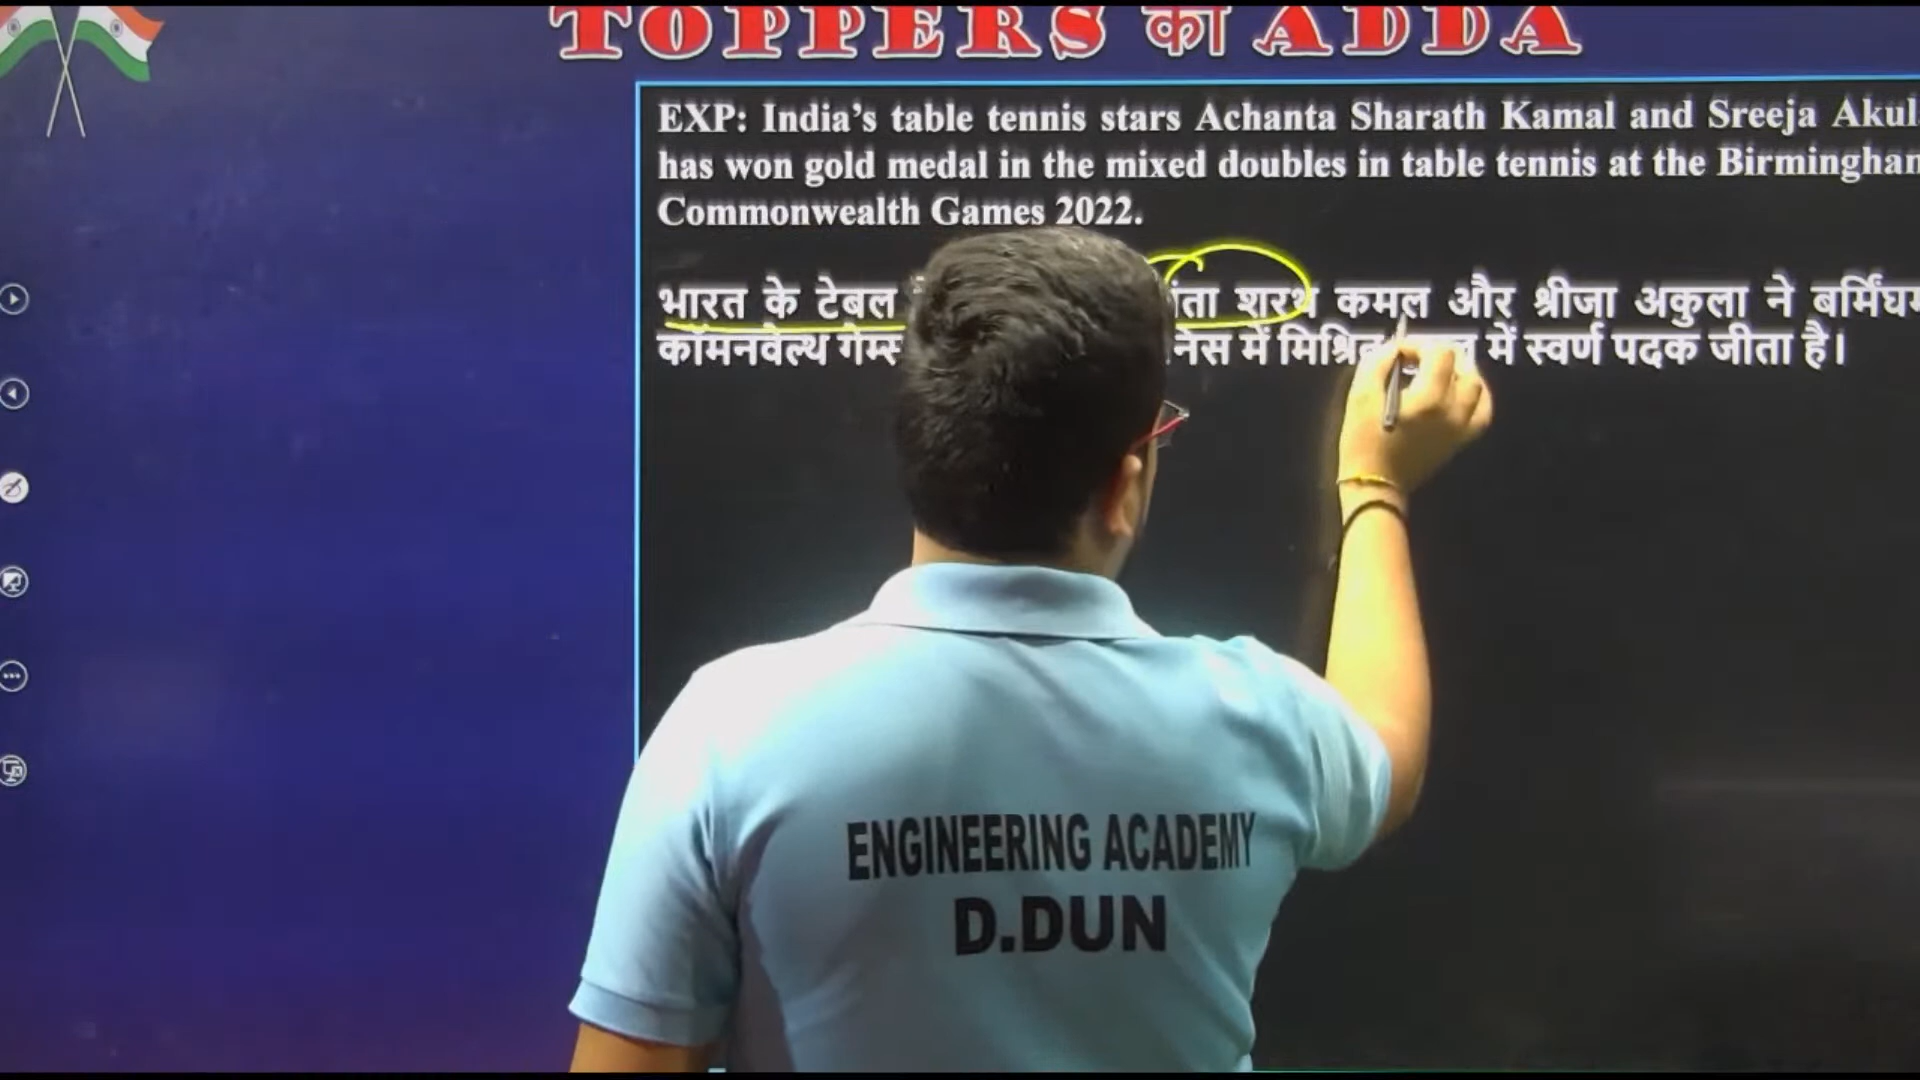 TOPPERS का ADDA
EXP: India's table tennis stars Achanta Sharath Kamal and Sreeja Akul
has won gold medal in the mixed doubles in table tennis at the Birmingham
Commonwealth Games 2022.
भारत के टेबल शरथ कमल और श्रीजा अकुला ने
कॉमनवेल्थ में में स्वर्ण पदक जीता है।
ENGINEERING ACADEMY
D.DUN